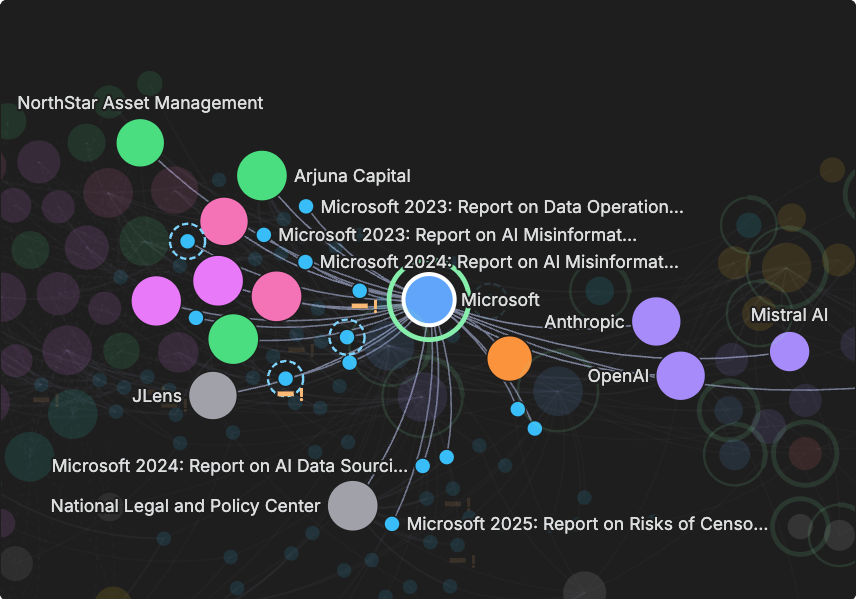 NorthStar Asset Management
Arjuna Capital
Microsoft 2023: Report on Data Operation...
Microsoft 2023: Report on AI Misinformat...
Microsoft 2024: Report on AI Misinformat...
Microsoft
Anthropic
Mistral AI
OpenAI
JLens
Microsoft 2024: Report on AI Data Sourci...
National Legal and Policy Center
Microsoft 2025: Report on Risks of Censo...